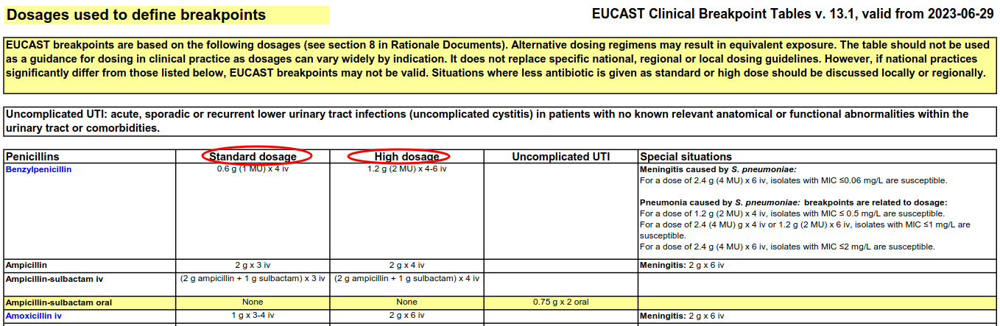 Dosages used to define breakpoints
EUCAST Clinical Breakpoint Tables v. 13.1, valid from 2023-06-29
EUCAST breakpoints are based on the following dosages (see section 8 in Rationale Documents). Alternative dosing regimens may result in equivalent exposure. The table should not be used
as a guidance for dosing in clinical practice as dosages can vary widely by indication. It does not replace specific national, regional or local dosing guidelines. However, if national practices
significantly differ from those listed below, EUCAST breakpoints may not be valid. Situations where less antibiotic is given as standard or high dose should be discussed locally or regionally.
Uncomplicated UTI: acute, sporadic or recurrent lower urinary tract infections (uncomplicated cystitis) in patients with no known relevant anatomical or functional abnormalities within the
urinary tract or comorbidities.
Penicillins Standard dosage High dosage Uncomplicated UTI Special situations
Benzylpenicillin 0.6 g (1 MU) x 4 iv 1.2 g (2 MU) x 4-6 iv Meningitis caused by S. pneumoniae:
For a dose of 2.4 g (4 MU) x 6 iv, isolates with MIC ≤0.06 mg/L are susceptible.
Pneumonia caused by S. pneumoniae: breakpoints are related to dosage:
For a dose of 1.2 g (2 MU) x 4 iv, isolates with MIC ≤ 0.5 mg/L are susceptible.
For a dose of 2.4 (4 MU) g x 4 iv or 1.2 g (2 MU) x 6 iv, isolates with MIC ≤1 mg/L are
susceptible.
For a dose of 2.4 g (4 MU) x 6 iv, isolates with MIC ≤2 mg/L are susceptible.
Ampicillin 2 g x 3 iv 2 g x 4 iv Meningitis: 2 g x 6 iv
Ampicillin-sulbactam iv (2 g ampicillin + 1 g sulbactam) x 3 iv (2 g ampicillin + 1 g sulbactam) x 4 iv
Ampicillin-sulbactam oral None None 0.75 g x 2 oral
Amoxicillin iv 1 g x 3-4 iv 2 g x 6 iv Meningitis: 2 g x 6 iv